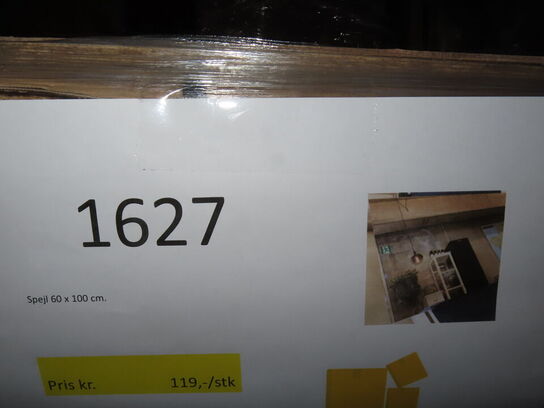 1627
Spejl 60 x 100 cm.
Pris kr. 119,-/stk